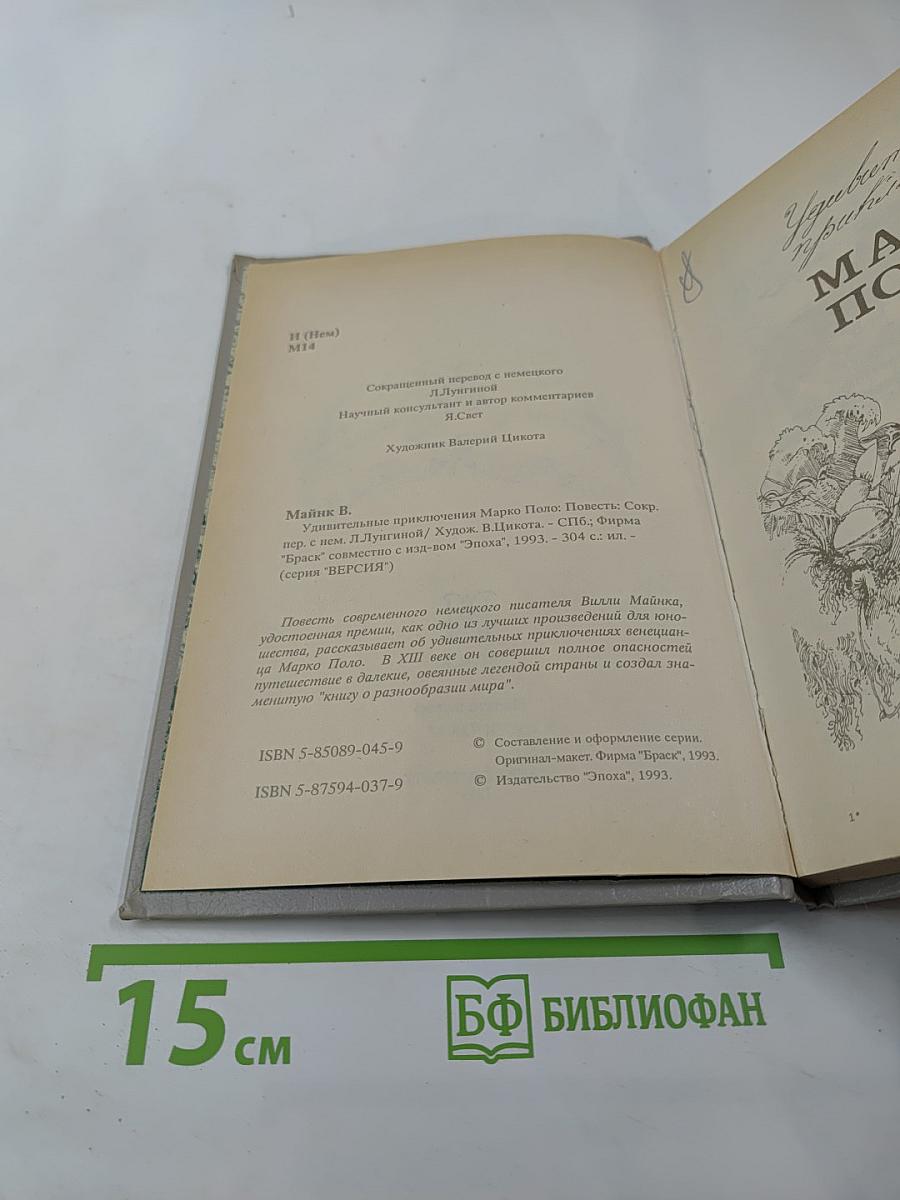 И (Нем)
М14
Сокращенный перевод с немецкого
Л.Лунгиной
Научный консультант и автор комментариев
Я.Свет
Художник Валерий Цикота
Майнк В.
Удивительные приключения Марко Поло: Повесть: Сокр.
пер. с нем. Л.Лунгиной/ Худож. В.Цикота. - СПб.; Фирма
"Браск" совместно с изд-вом "Эпоха", 1993. - 304 с.: ил. -
(серия "ВЕРСИЯ")
Повесть современного немецкого писателя Вилли Майнка,
удостоенная премии, как одно из лучших произведений для юно-
шества, рассказывает об удивительных приключениях венециан-
ца Марко Поло. В XIII веке он совершил полное опасностей
путешествие в далекие, овеянные легендой страны и создал зна-
менитую "книгу о разнообразии мира".
ISBN 5-85089-045-9
ISBN 5-87594-037-9
© Составление и оформление серии.
Оригинал-макет. Фирма "Браск", 1993.
© Издательство "Эпоха", 1993.
МА
ПО
1*
15 см
БФ БИБЛИОФАН